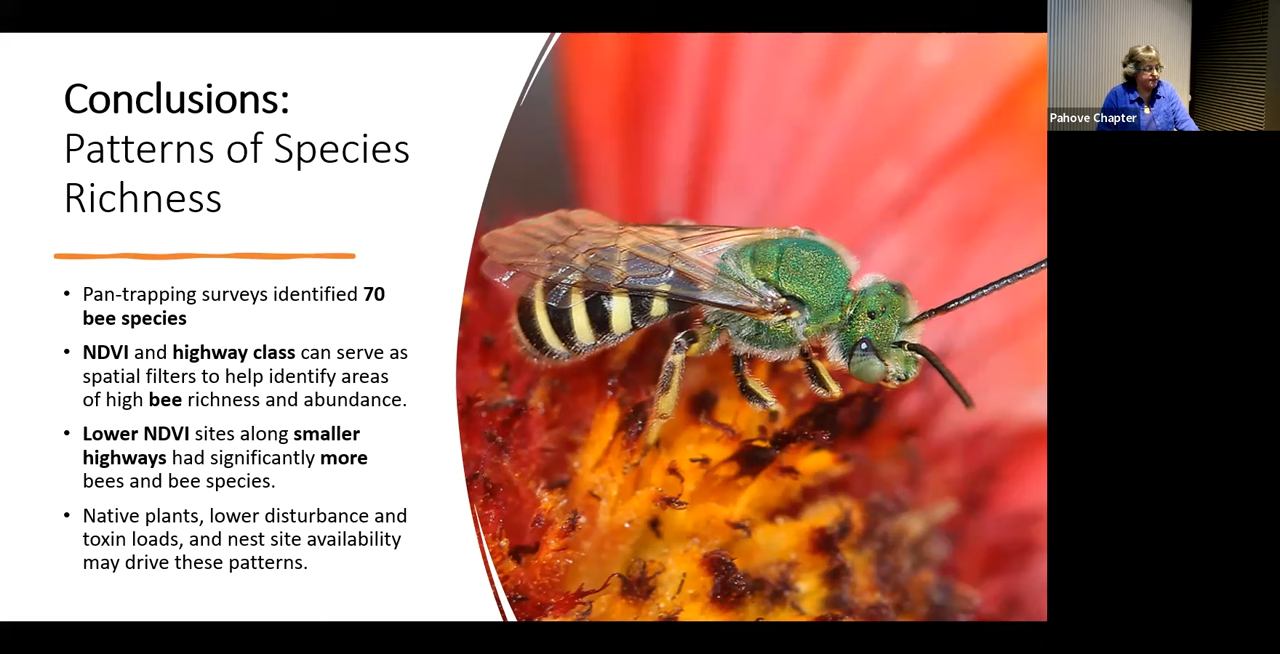 Conclusions:
Patterns of Species
Richness
• Pan-trapping surveys identified 70
bee species
• NDVI and highway class can serve as
spatial filters to help identify areas
of high bee richness and abundance.
• Lower NDVI sites along smaller
highways had significantly more
bees and bee species.
• Native plants, lower disturbance and
toxin loads, and nest site availability
may drive these patterns.
Pahove Chapter